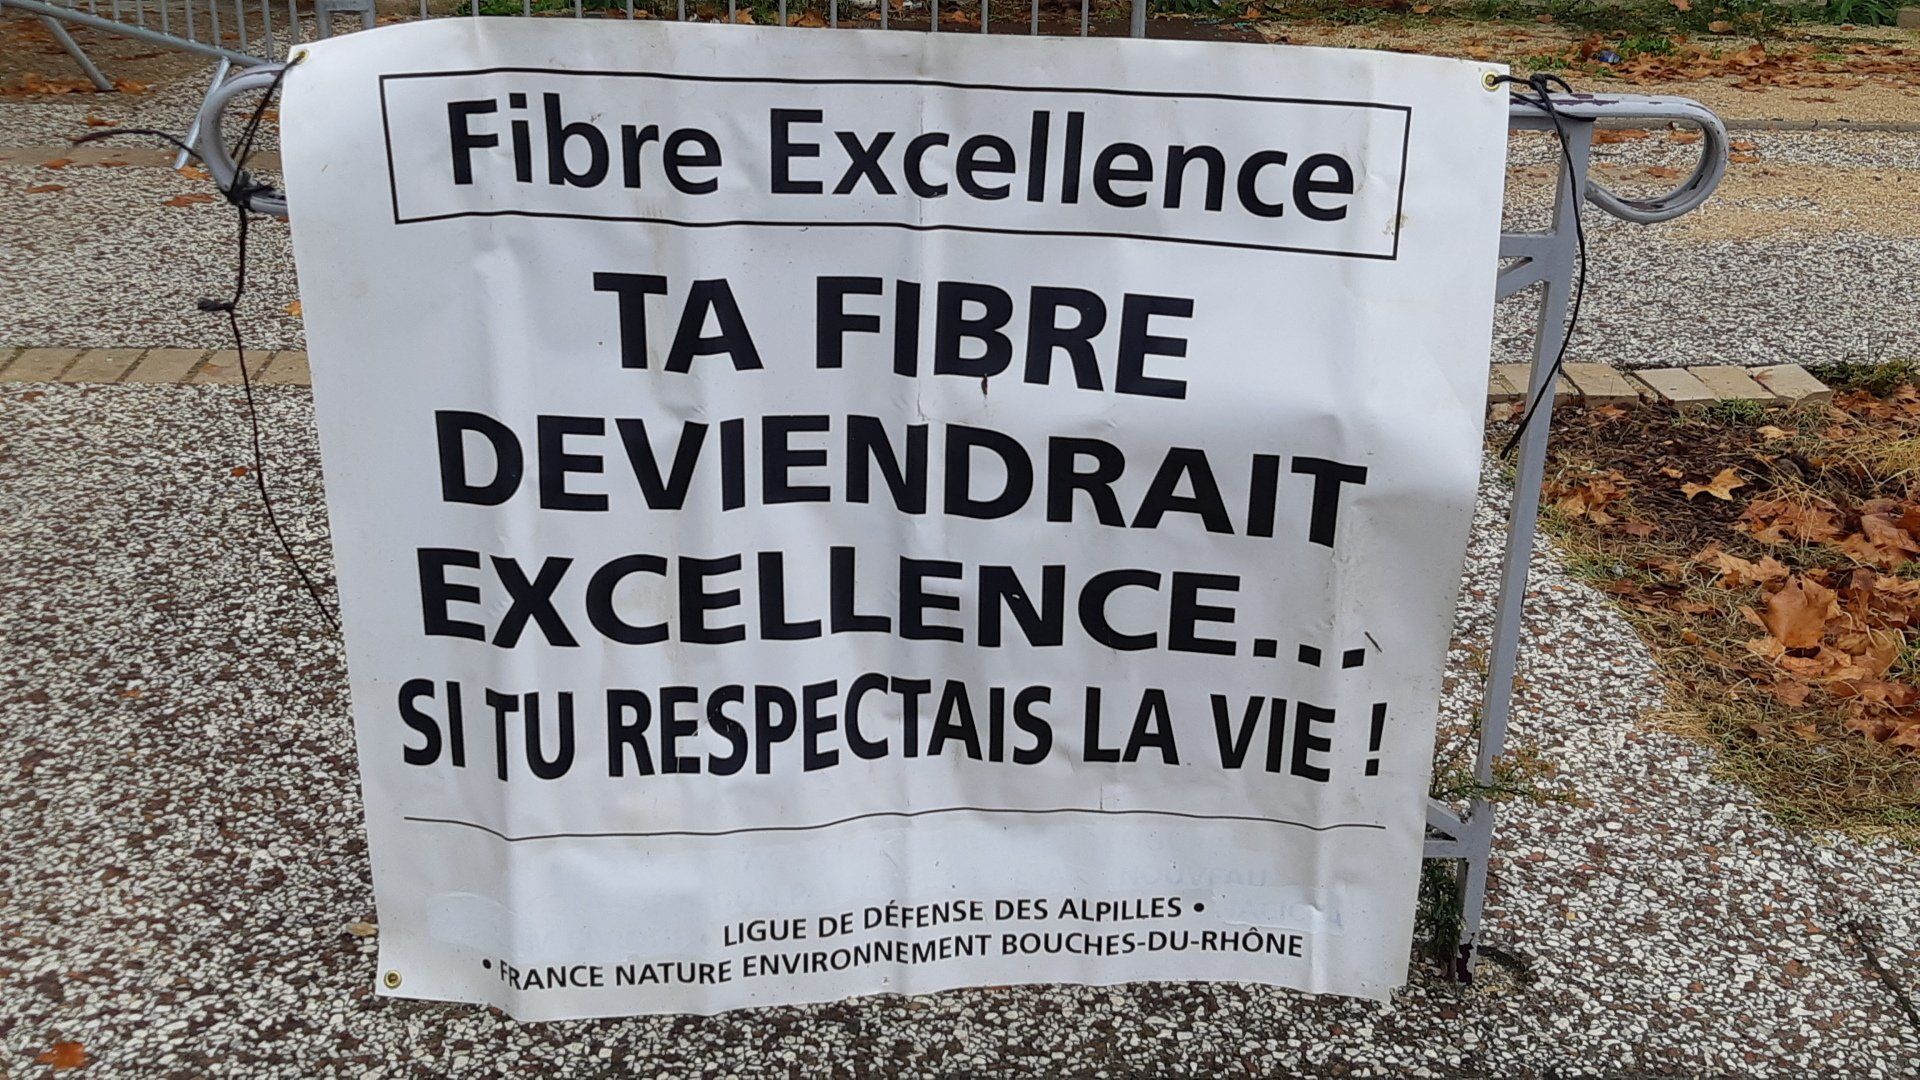 Fibre Excellence
TA FIBRE
DEVIENDRAIT
EXCELLENCE...
SI TU RESPECTAIS LA VIE !
LIGUE DE DÉFENSE DES ALPILLES •
• FRANCE NATURE ENVIRONNEMENT BOUCHES-DU-RHÔNE